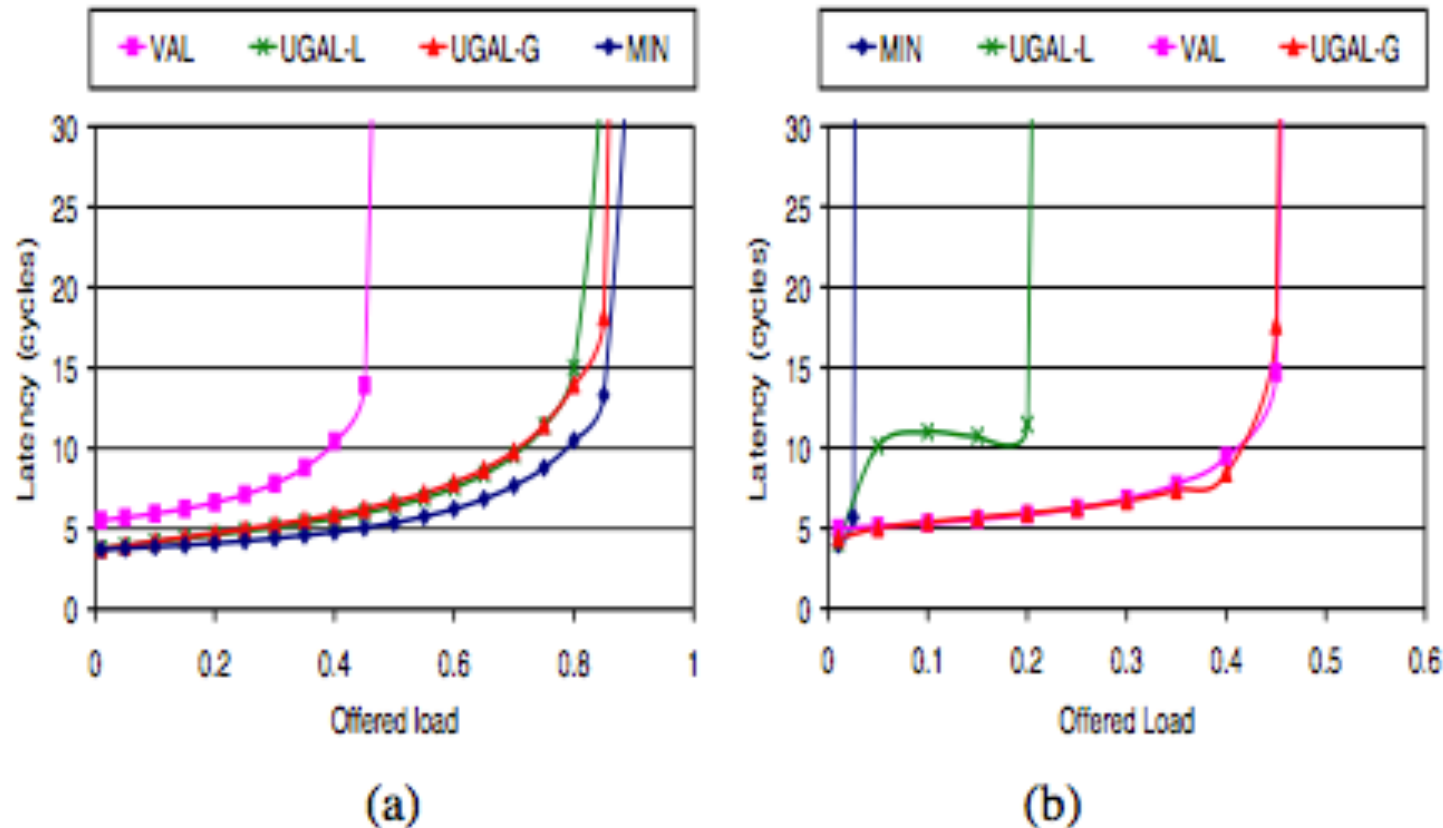 VAL UGAL-L UGAL-G MIN
30
25
20
15
10
5
0
Latency (cycles)
0 0.2 0.4 0.6 0.8 1
Offered load
(a)
MIN UGAL-L VAL UGAL-G
30
25
20
15
10
5
0
Latency (cycles)
0 0.1 0.2 0.3 0.4 0.5 0.6
Offered Load
(b)